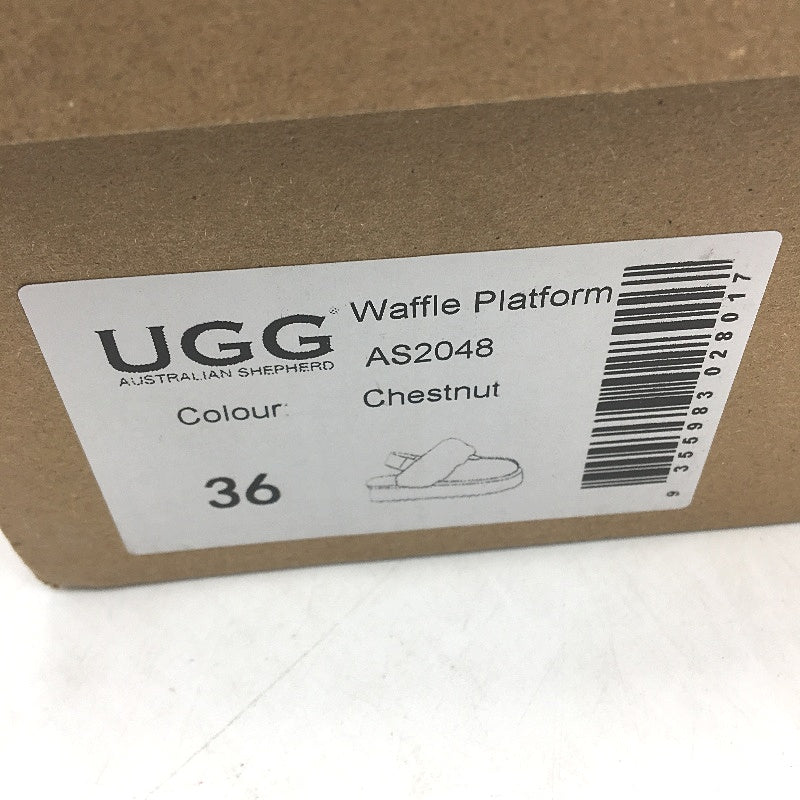 UGG®
AUSTRALIAN SHEPHERD
Waffle Platform
AS2048
Colour:
Chestnut
36
9 355983 028017